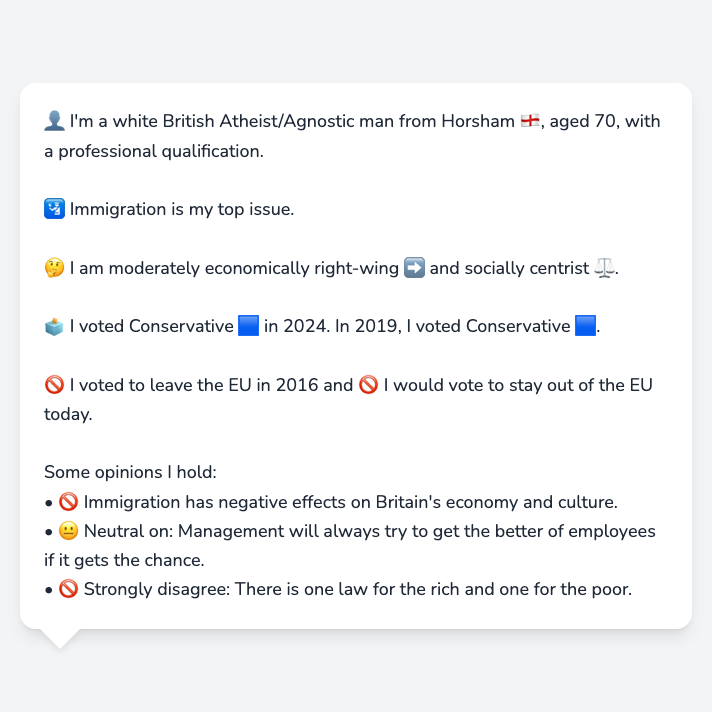 👤 I'm a white British Atheist/Agnostic man from Horsham 🏴󠁧󠁢󠁥󠁮󠁧󠁿, aged 70, with
a professional qualification.
🛂 Immigration is my top issue.
🤔 I am moderately economically right-wing ➡️ and socially centrist ⚖️.
🗳️ I voted Conservative 🟦 in 2024. In 2019, I voted Conservative 🟦.
🚫 I voted to leave the EU in 2016 and 🚫 I would vote to stay out of the EU
today.
Some opinions I hold:
• 🚫 Immigration has negative effects on Britain's economy and culture.
• 😐 Neutral on: Management will always try to get the better of employees
if it gets the chance.
• 🚫 Strongly disagree: There is one law for the rich and one for the poor.